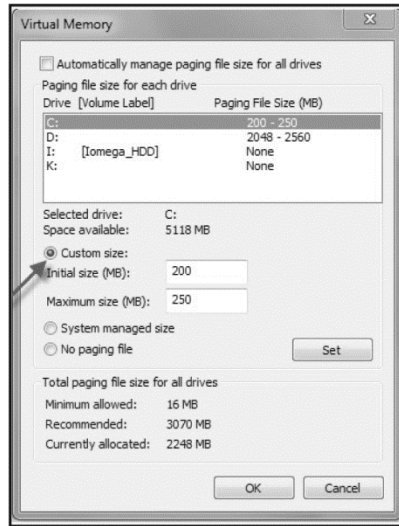 Virtual Memory
Automatically manage paging file size for all drives
Paging file size for each drive
Drive [Volume Label] Paging File Size (MB)
C: 200 - 250
D: 2048 - 2560
I: [Iomega_HDD] None
K: None
Selected drive: C:
Space available: 5118 MB
Custom size:
Initial size (MB): 200
Maximum size (MB): 250
System managed size
No paging file Set
Total paging file size for all drives
Minimum allowed: 16 MB
Recommended: 3070 MB
Currently allocated: 2248 MB
OK Cancel